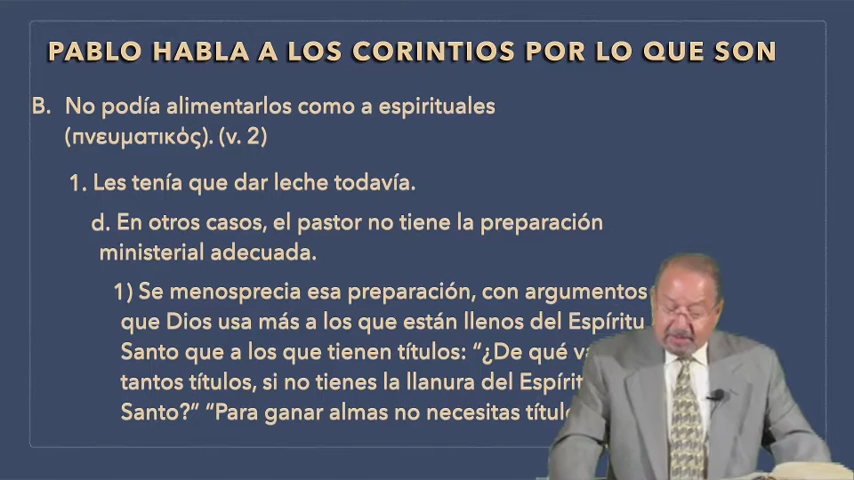 PABLO HABLA A LOS CORINTIOS POR LO QUE SON
B. No podía alimentarlos como a espirituales
(πνευματικός). (v. 2)
1. Les tenía que dar leche todavía.
d. En otros casos, el pastor no tiene la preparación
ministerial adecuada.
1) Se menosprecia esa preparación, con argumentos
que Dios usa más a los que están llenos del Espíritu
Santo que a los que tienen títulos: “¿De qué
tantos títulos, si no tienes la llanura del
Santo?” “Para ganar almas no necesitas